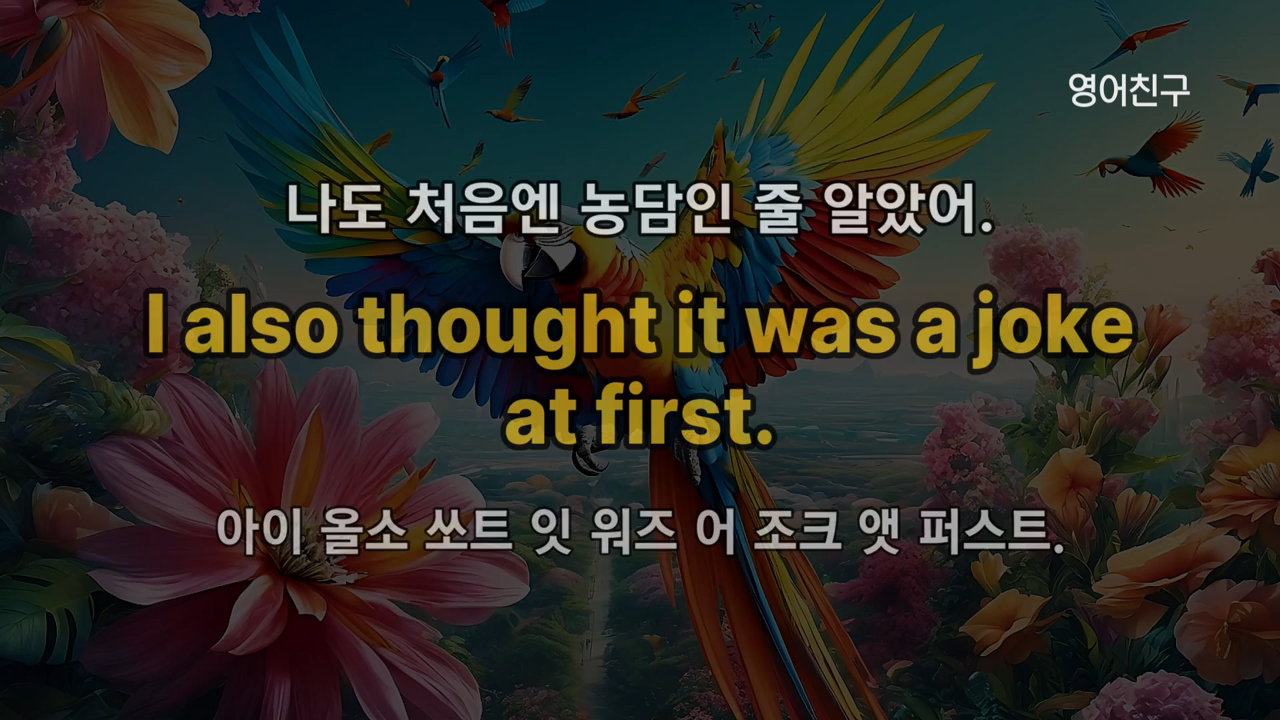 영어친구
나도 처음엔 농담인 줄 알았어.
I also thought it was a joke
at first.
아이 올소 쏘트 잇 워즈 어 조크 앳 퍼스트.